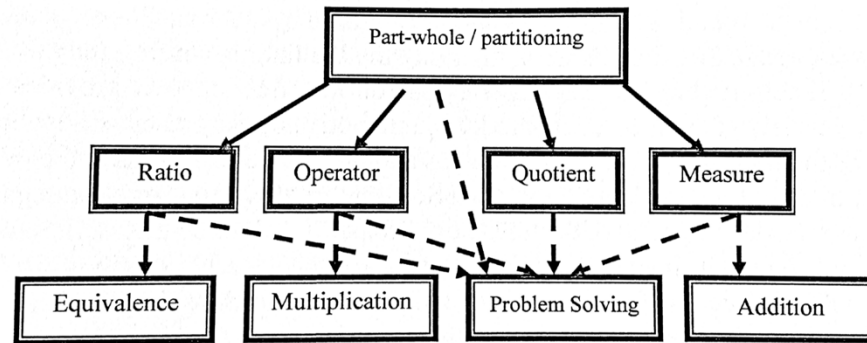 Part-whole / partitioning
Ratio
Operator
Quotient
Measure
Equivalence
Multiplication
Problem Solving
Addition